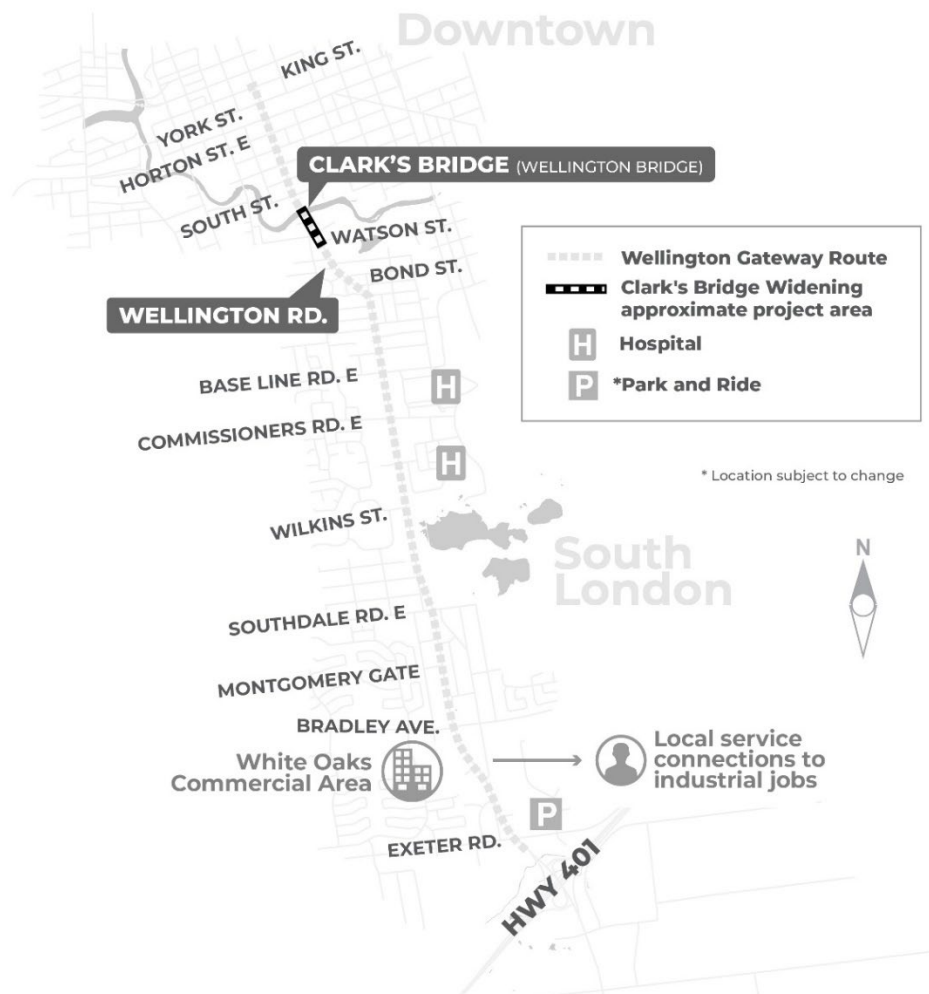 Downtown
KING ST.
YORK ST.
HORTON ST. E
CLARK'S BRIDGE (WELLINGTON BRIDGE)
SOUTH ST.
WATSON ST.
BOND ST.
WELLINGTON RD.
Wellington Gateway Route
Clark's Bridge Widening
approximate project area
H Hospital
P *Park and Ride
BASE LINE RD. E
H
COMMISSIONERS RD. E
H
* Location subject to change
WILKINS ST.
South
London
N
SOUTHDALE RD. E
MONTGOMERY GATE
BRADLEY AVE.
White Oaks
Commercial Area
Local service
connections to
industrial jobs
P
EXETER RD.
HWY 401